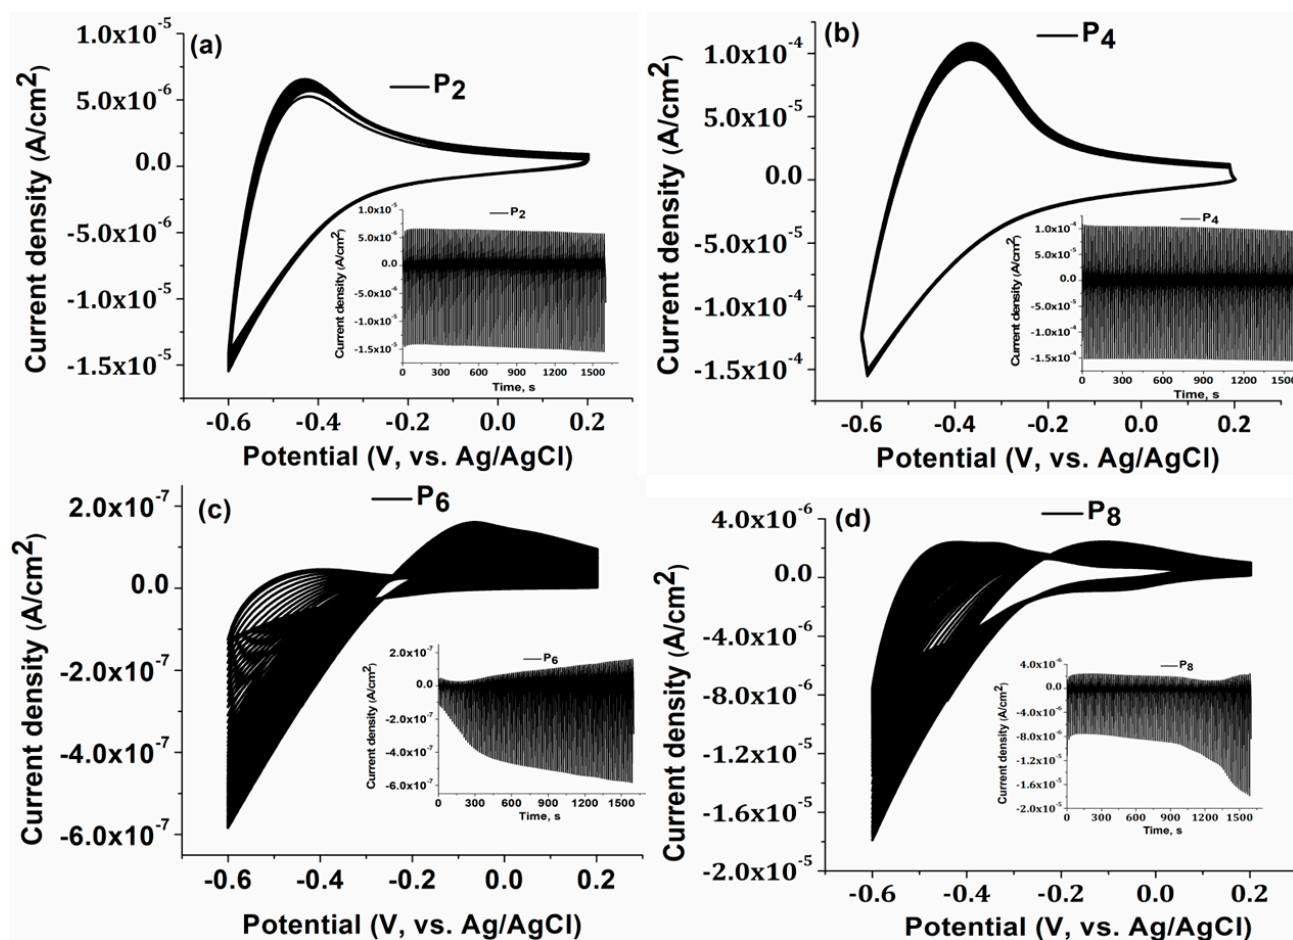 (a)
P2
Current density (A/cm2)
1.0x10-5
5.0x10-6
0.0
-5.0x10-6
-1.0x10-5
-1.5x10-5
-0.6 -0.4 -0.2 0.0 0.2
Potential (V, vs. Ag/AgCl)
P2
Current density (A/cm2)
1.0x10-5
5.0x10-6
0.0
-5.0x10-6
-1.0x10-5
-1.5x10-5
0 300 600 900 1200 1500
Time, s
(b)
P4
Current density (A/cm2)
1.0x10-4
5.0x10-5
0.0
-5.0x10-5
-1.0x10-4
-1.5x10-4
-0.6 -0.4 -0.2 0.0 0.2
Potential (V, vs. Ag/AgCl)
P4
Current density (A/cm2)
1.0x10-4
5.0x10-5
0.0
-5.0x10-5
-1.0x10-4
-1.5x10-4
0 300 600 900 1200 1500
Time, s
(c)
P6
Current density (A/cm2)
2.0x10-7
0.0
-2.0x10-7
-4.0x10-7
-6.0x10-7
-0.6 -0.4 -0.2 0.0 0.2
Potential (V, vs. Ag/AgCl)
P6
Current density (A/cm2)
2.0x10-7
0.0
-2.0x10-7
-4.0x10-7
-6.0x10-7
0 300 600 900 1200 1500
Time, s
(d)
P8
Current density (A/cm2)
4.0x10-6
0.0
-4.0x10-6
-8.0x10-6
-1.2x10-5
-1.6x10-5
-2.0x10-5
-0.6 -0.4 -0.2 0.0 0.2
Potential (V, vs. Ag/AgCl)
P8
Current density (A/cm2)
4.0x10-6
0.0
-4.0x10-6
-8.0x10-6
-1.2x10-5
-1.6x10-5
-2.0x10-5
0 300 600 900 1200 1500
Time, s